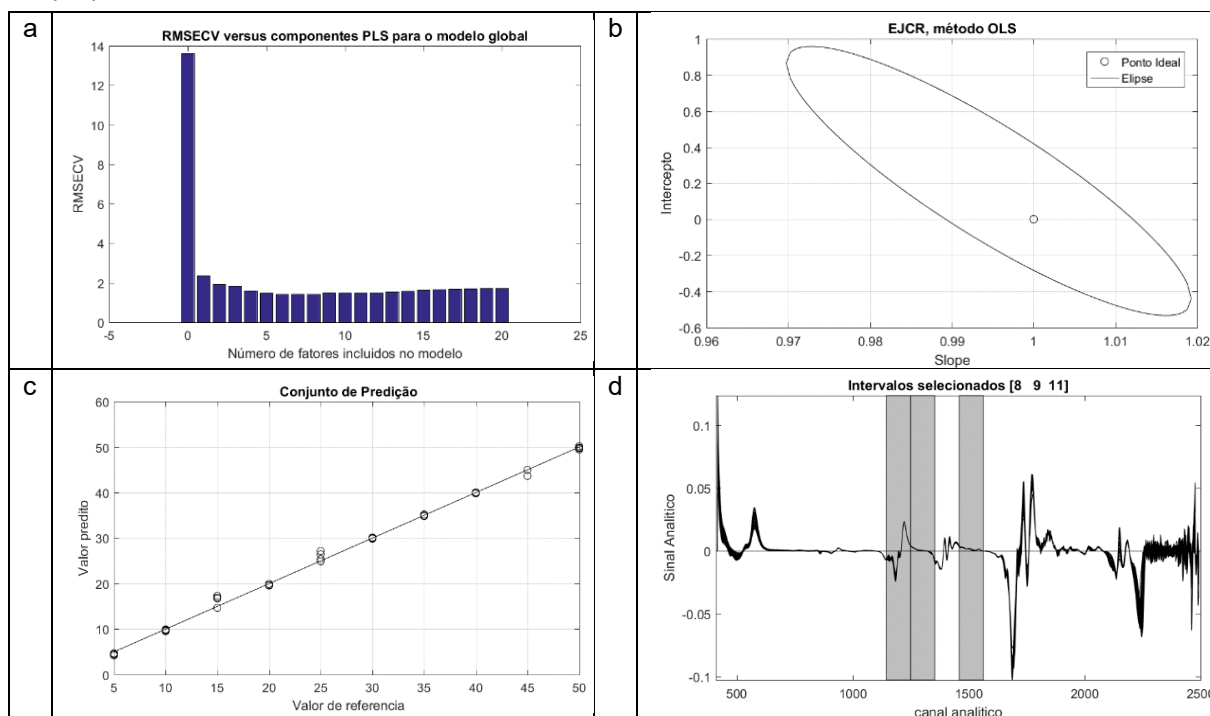 a
RMSECV versus componentes PLS para o modelo global
14
12
10
8
6
4
2
0
RMSECV
-5 0 5 10 15 20 25
Número de fatores incluidos no modelo
b
EJCR, método OLS
1
0.8
0.6
0.4
0.2
0
-0.2
-0.4
-0.6
Intercepto
Ponto Ideal
Elipse
0.96 0.97 0.98 0.99 1 1.01 1.02
Slope
c
Conjunto de Predição
60
50
40
30
20
10
0
Valor predito
5 10 15 20 25 30 35 40 45 50
Valor de referencia
d
Intervalos selecionados [8 9 11]
0.1
0.05
0
-0.05
-0.1
Sinal Analítico
500 1000 1500 2000 2500
canal analitico